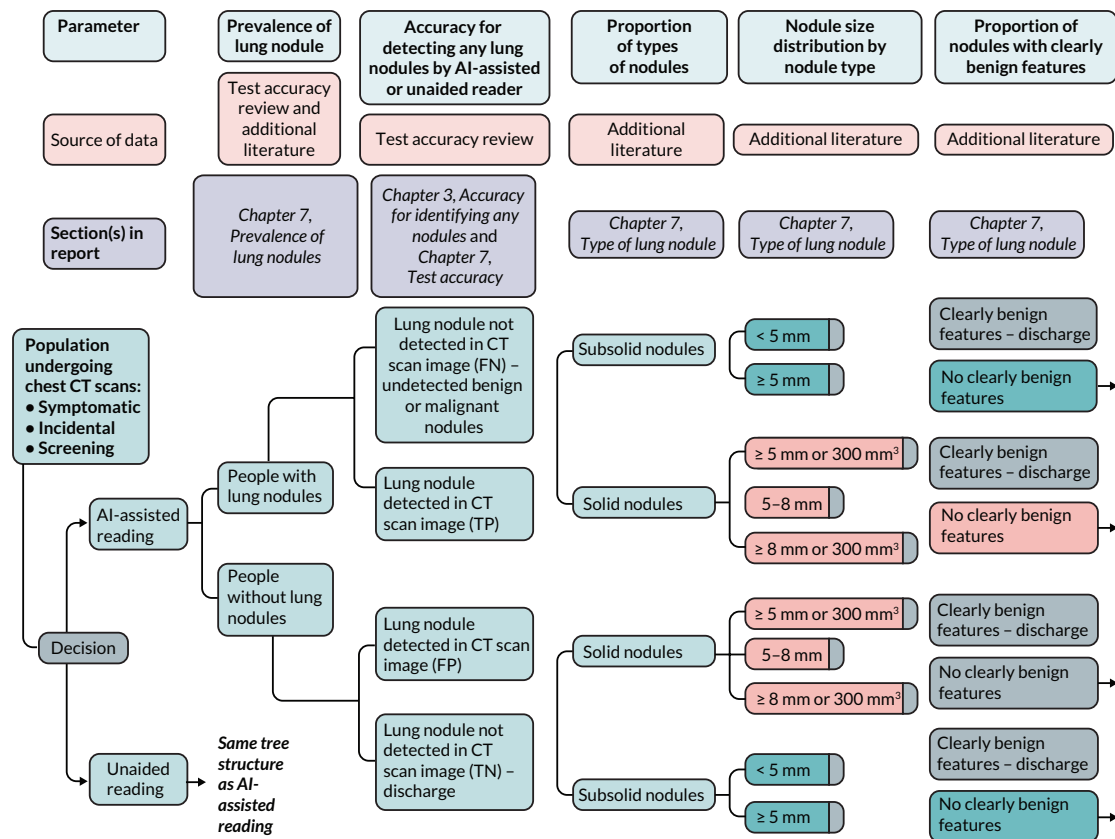 Parameter
Prevalence
of lung nodule
Accuracy for
detecting any lung
nodules by AI-assisted
or unaided reader
Proportion
of types
of nodules
Nodule size
distribution by
nodule type
Proportion of
nodules with clearly
benign features
Source of data
Test accuracy
review and
additional
literature
Test accuracy review
Additional
literature
Additional literature
Additional literature
Section(s) in
report
Chapter 7,
Prevalence of
lung nodules
Chapter 3, Accuracy
for identifying any
nodules and
Chapter 7,
Test accuracy
Chapter 7,
Type of lung nodule
Chapter 7,
Type of lung nodule
Chapter 7,
Type of lung nodule
Population
undergoing
chest CT scans:
● Symptomatic
● Incidental
● Screening
Decision
AI-assisted
reading
Unaided
reading
Same tree
structure
as AI-
assisted
reading
People with
lung nodules
People
without lung
nodules
Lung nodule not
detected in CT
scan image (FN) –
undetected benign
or malignant
nodules
Lung nodule
detected in CT
scan image (TP)
Lung nodule
detected in CT scan
image (FP)
Lung nodule not
detected in CT
scan image (TN) –
discharge
Subsolid nodules
< 5 mm
≥ 5 mm
Clearly benign
features – discharge
No clearly benign
features
Solid nodules
≥ 5 mm or 300 mm³
5–8 mm
≥ 8 mm or 300 mm³
Clearly benign
features – discharge
No clearly benign
features
Solid nodules
≥ 5 mm or 300 mm³
5–8 mm
≥ 8 mm or 300 mm³
Clearly benign
features – discharge
No clearly benign
features
Subsolid nodules
< 5 mm
≥ 5 mm
Clearly benign
features – discharge
No clearly benign
features